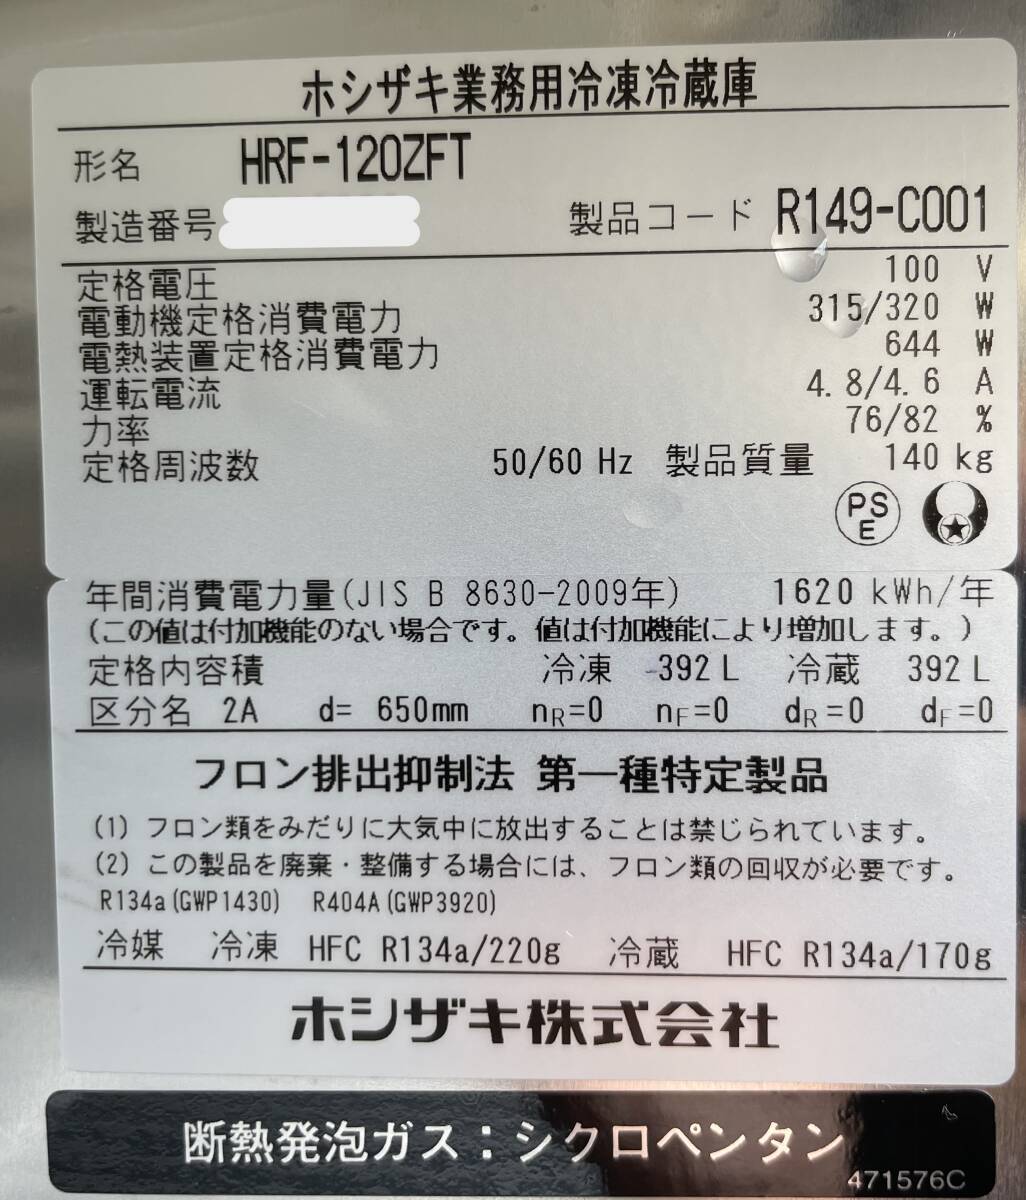 ホシザキ業務用冷凍冷蔵庫
形名 HRF-120ZFT
製造番号 製品コード R149-C001
定格電圧 100 V
電動機定格消費電力 315/320 W
電熱装置定格消費電力 644 W
運転電流 4.8/4.6 A
力率 76/82 %
定格周波数 50/60 Hz 製品質量 140 kg
PSE
年間消費電力量(JIS B 8630-2009年) 1620 kWh/年
(この値は付加機能のない場合です。値は付加機能により増加します。)
定格内容積 冷凍 392 L 冷蔵 392 L
区分名 2A d= 650mm nR=0 nF=0 dR=0 dF=0
フロン排出抑制法 第一種特定製品
(1) フロン類をみだりに大気中に放出することは禁じられています。
(2) この製品を廃棄・整備する場合には、フロン類の回収が必要です。
R134a(GWP1430) R404A(GWP3920)
冷媒 冷凍 HFC R134a/220g 冷蔵 HFC R134a/170g
ホシザキ株式会社
断熱発泡ガス:シクロペンタン
471576C